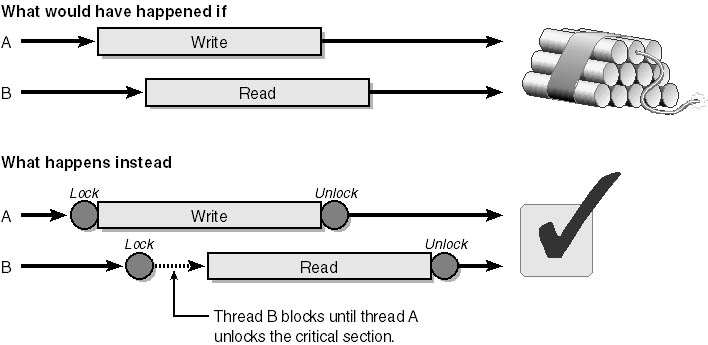 What would have happened if
A
Write
B
Read
What happens instead
Lock
Unlock
A
Write
Lock
Unlock
B
Read
Thread B blocks until thread A
unlocks the critical section.